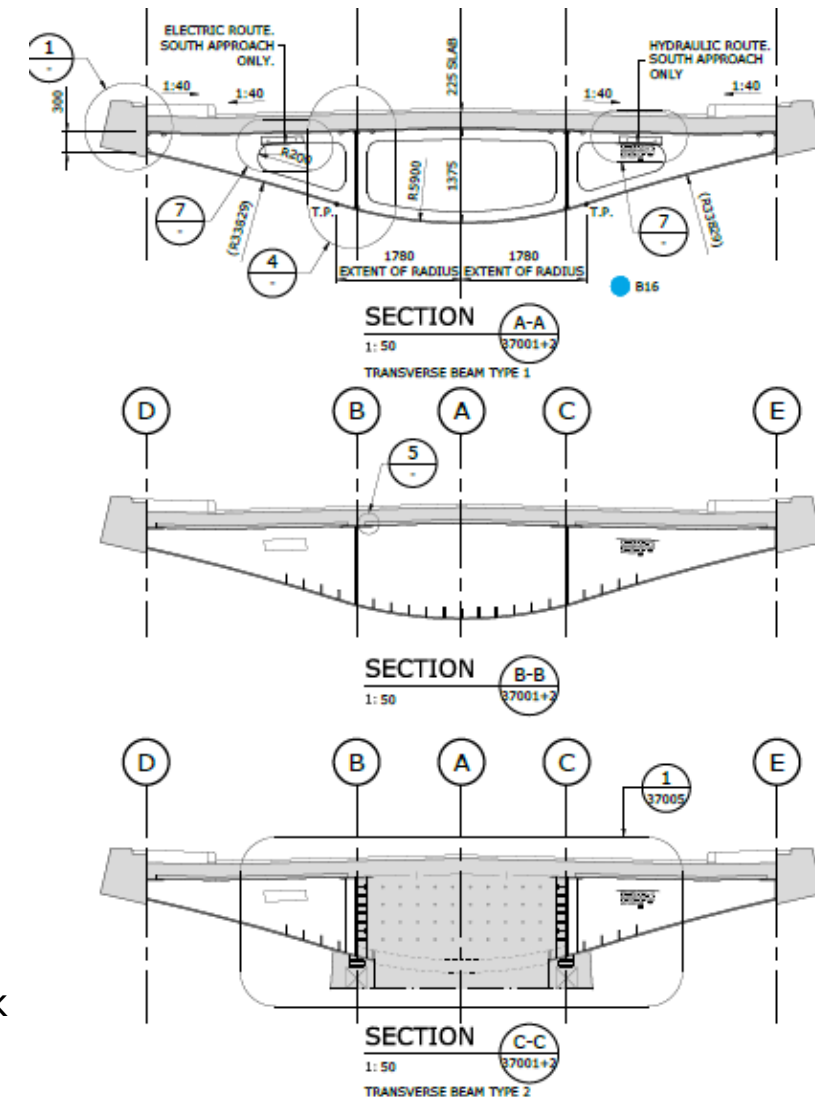 ELECTRIC ROUTE.
SOUTH APPROACH
ONLY.
225 SLAB
HYDRAULIC ROUTE.
SOUTH APPROACH
ONLY
1
-
300
1:40
1:40
1:40
1:40
R200
R5900
1375
7
-
(R33829)
T.P.
T.P.
7
-
(R33829)
4
-
1780
1780
EXTENT OF RADIUS
EXTENT OF RADIUS
B16
SECTION
A-A
1:50
37001+2
TRANSVERSE BEAM TYPE 1
D
B
A
C
E
5
-
SECTION
B-B
1:50
37001+2
D
B
A
C
E
1
37005
K
SECTION
C-C
1:50
37001+2
TRANSVERSE BEAM TYPE 2